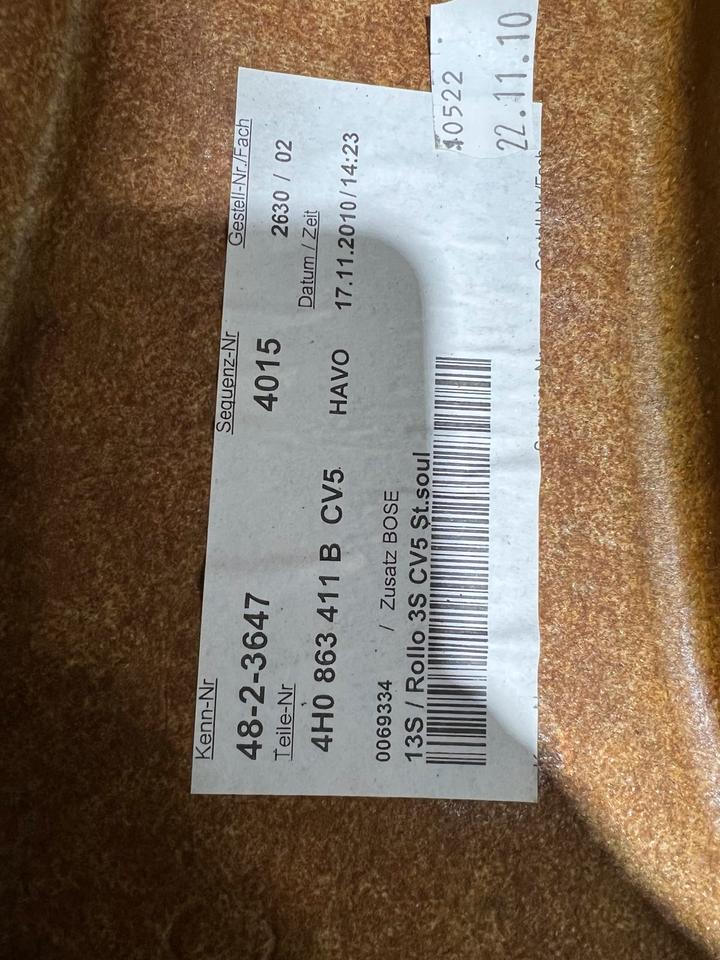 Kenn-Nr Sequenz-Nr Gestell-Nr./Fach
48-2-3647 4015 2630 / 02
Teile-Nr Datum / Zeit
4H0 863 411 B CV5 HAVO 17.11.2010/14:23
0069334 / Zusatz BOSE
13S / Rollo 3S CV5 St.soul
10522
22.11.10